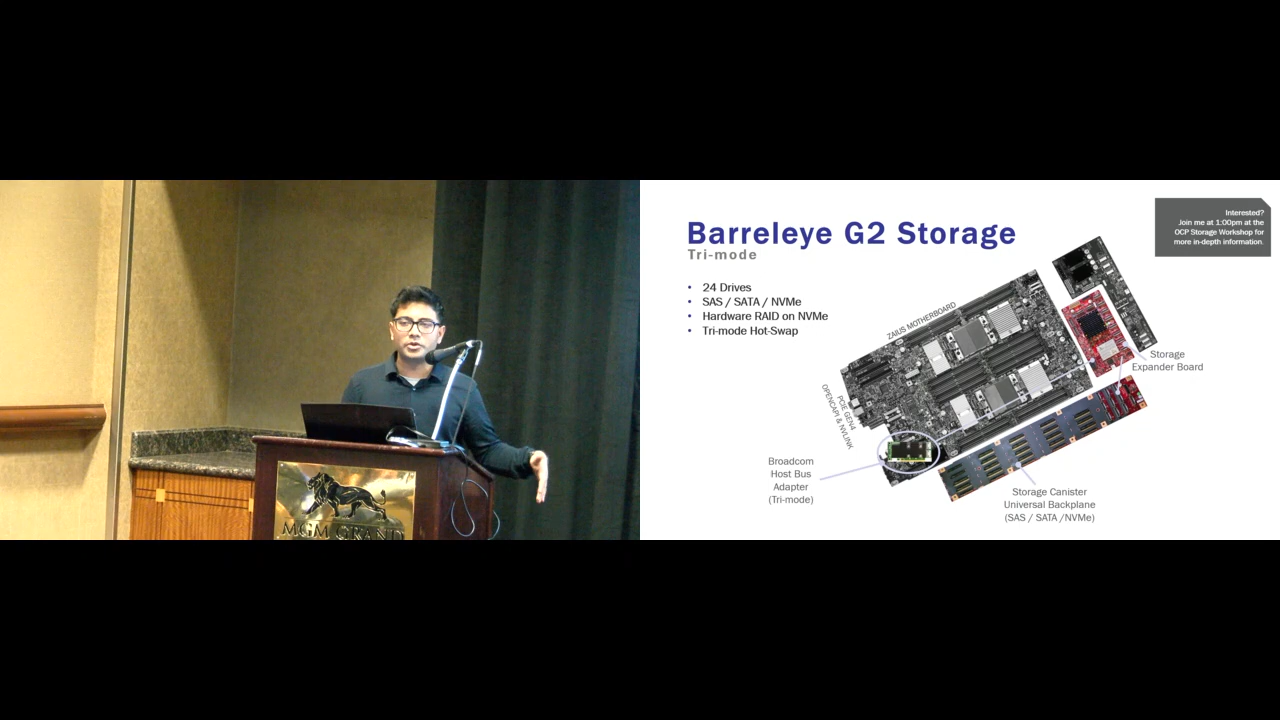 MGM GRAND
Barreleye G2 Storage
Tri-mode
Interested?
Join me at 1:00pm at the
OCP Storage Workshop for
more in-depth information.
• 24 Drives
• SAS / SATA / NVMe
• Hardware RAID on NVMe
• Tri-mode Hot-Swap
ZAIUS MOTHERBOARD
PCIE GEN4
OPENCAPI & NVLINK
Storage
Expander Board
Broadcom
Host Bus
Adapter
(Tri-mode)
Storage Canister
Universal Backplane
(SAS / SATA /NVMe)